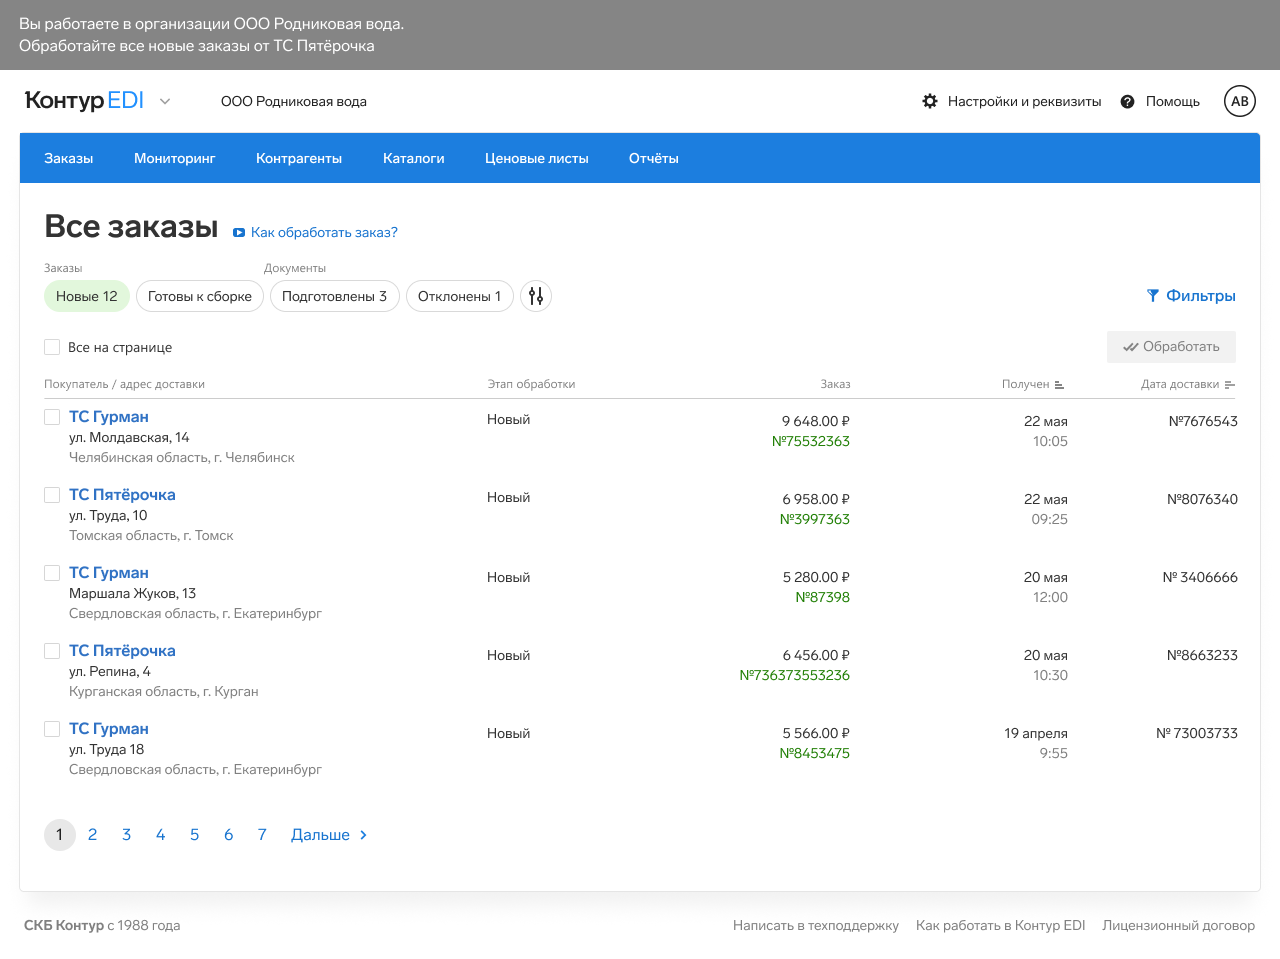 Вы работаете в организации ООО Родниковая вода.
Обработайте все новые заказы от ТС Пятёрочка
Контур EDI
ООО Родниковая вода
Настройки и реквизиты
Помощь
АВ
Заказы
Мониторинг
Контрагенты
Каталоги
Ценовые листы
Отчёты
Все заказы
Как обработать заказ?
Заказы
Документы
Новые 12
Готовы к сборке
Подготовлены 3
Отклонены 1
Фильтры
Все на странице
Обработать
Покупатель / адрес доставки
Этап обработки
Заказ
Получен
Дата доставки
ТС Гурман
ул. Молдавская, 14
Челябинская область, г. Челябинск
Новый
9 648.00 ₽
№75532363
22 мая
10:05
№7676543
ТС Пятёрочка
ул. Труда, 10
Томская область, г. Томск
Новый
6 958.00 ₽
№3997363
22 мая
09:25
№8076340
ТС Гурман
Маршала Жуков, 13
Свердловская область, г. Екатеринбург
Новый
5 280.00 ₽
№87398
20 мая
12:00
№ 3406666
ТС Пятёрочка
ул. Репина, 4
Курганская область, г. Курган
Новый
6 456.00 ₽
№736373553236
20 мая
10:30
№8663233
ТС Гурман
ул. Труда 18
Свердловская область, г. Екатеринбург
Новый
5 566.00 ₽
№8453475
19 апреля
9:55
№ 73003733
1 2 3 4 5 6 7 Дальше
СКБ Контур с 1988 года
Написать в техподдержку
Как работать в Контур EDI
Лицензионный договор